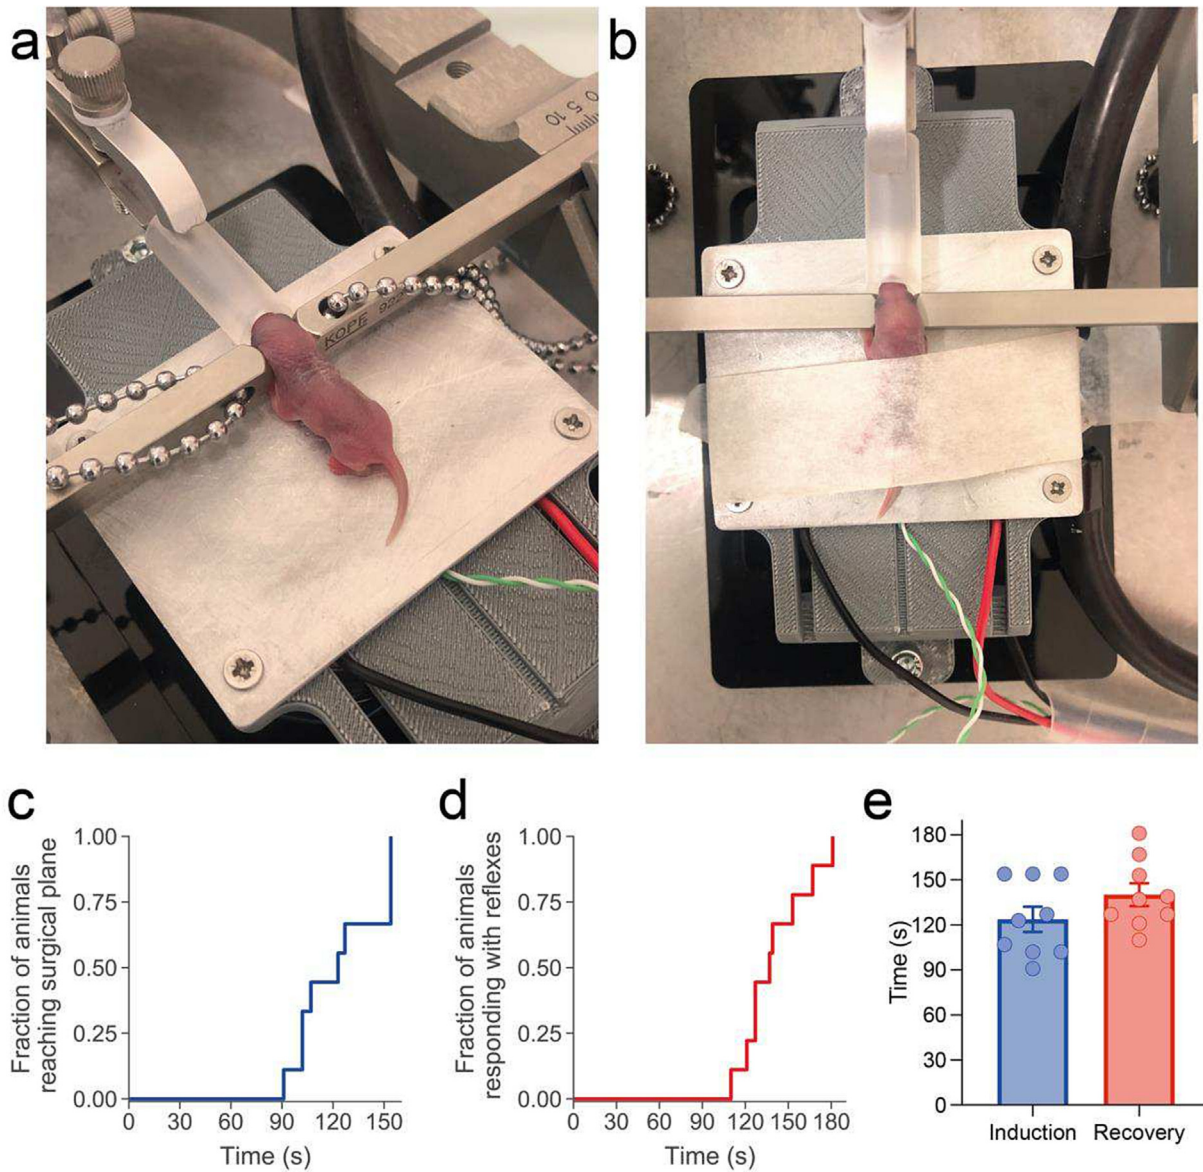 a
b
0 5 10
KOPF 922
c
Fraction of animals
reaching surgical plane
1.00
0.75
0.50
0.25
0.00
0 30 60 90 120 150
Time (s)
d
Fraction of animals
responding with reflexes
1.00
0.75
0.50
0.25
0.00
0 30 60 90 120 150 180
Time (s)
e
Time (s)
180
150
120
90
60
30
0
Induction Recovery